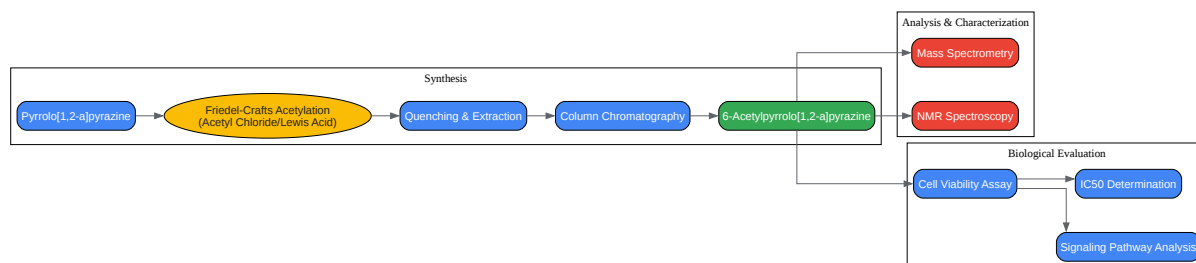 Analysis & Characterization
Mass Spectrometry
Synthesis
Pyrrolo[1,2-a]pyrazine
Friedel-Crafts Acetylation
(Acetyl Chloride/Lewis Acid)
Quenching & Extraction
Column Chromatography
6-Acetylpyrrolo[1,2-a]pyrazine
NMR Spectroscopy
Biological Evaluation
Cell Viability Assay
IC50 Determination
Signaling Pathway Analysis